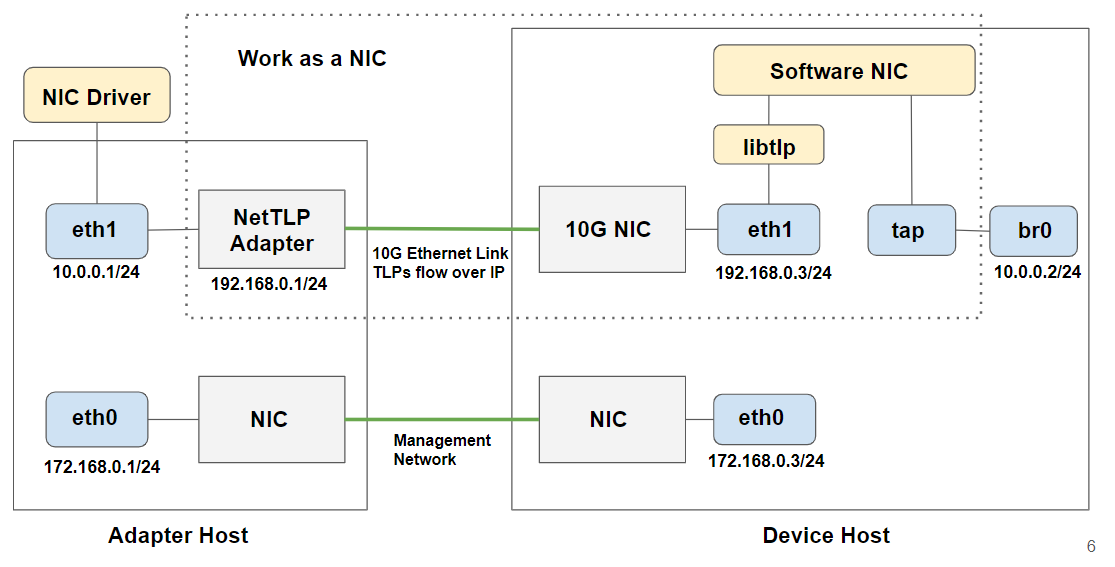 Work as a NIC
Software NIC
NIC Driver
libtlp
eth1
NetTLP
Adapter
10G NIC
eth1
tap
br0
10.0.0.1/24
192.168.0.1/24
10G Ethernet Link
TLPs flow over IP
192.168.0.3/24
10.0.0.2/24
eth0
NIC
NIC
eth0
172.168.0.1/24
Management
Network
172.168.0.3/24
Adapter Host
Device Host
6